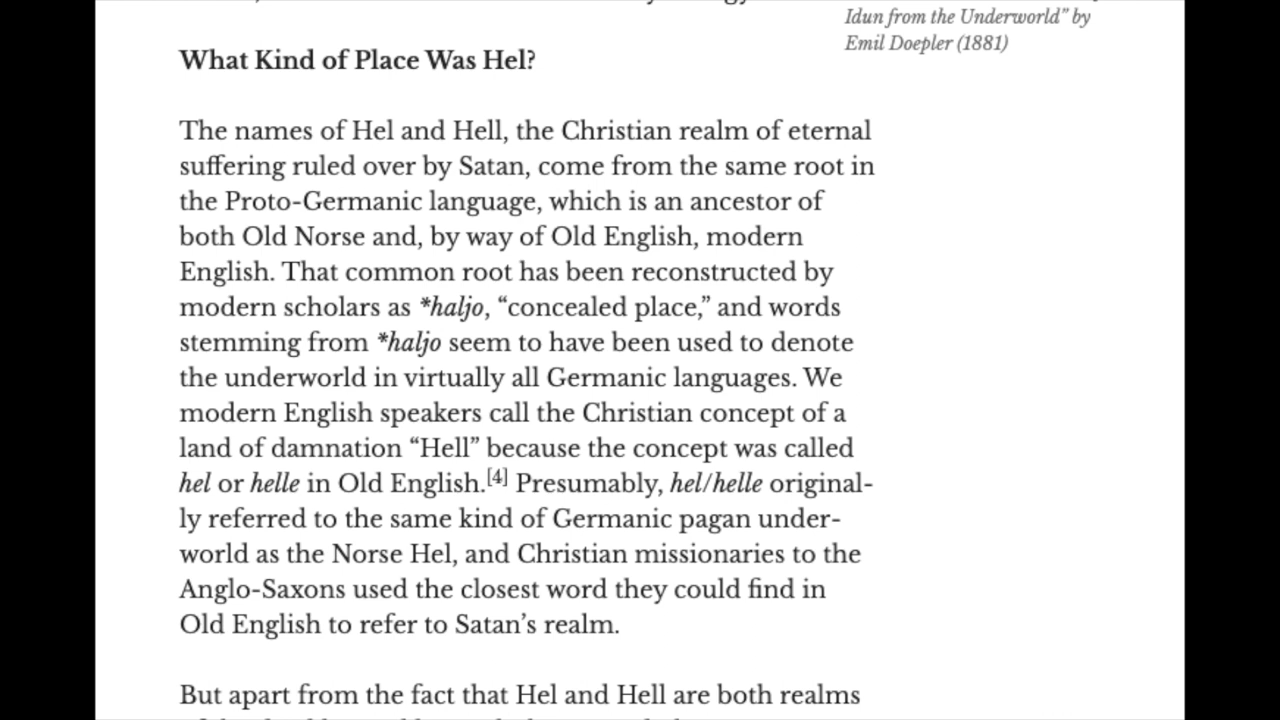 Idun from the Underworld” by
Emil Doepler (1881)
What Kind of Place Was Hel?
The names of Hel and Hell, the Christian realm of eternal
suffering ruled over by Satan, come from the same root in
the Proto-Germanic language, which is an ancestor of
both Old Norse and, by way of Old English, modern
English. That common root has been reconstructed by
modern scholars as *haljo, “concealed place,” and words
stemming from *haljo seem to have been used to denote
the underworld in virtually all Germanic languages. We
modern English speakers call the Christian concept of a
land of damnation “Hell” because the concept was called
hel or helle in Old English.[4] Presumably, hel/helle original-
ly referred to the same kind of Germanic pagan under-
world as the Norse Hel, and Christian missionaries to the
Anglo-Saxons used the closest word they could find in
Old English to refer to Satan’s realm.
But apart from the fact that Hel and Hell are both realms